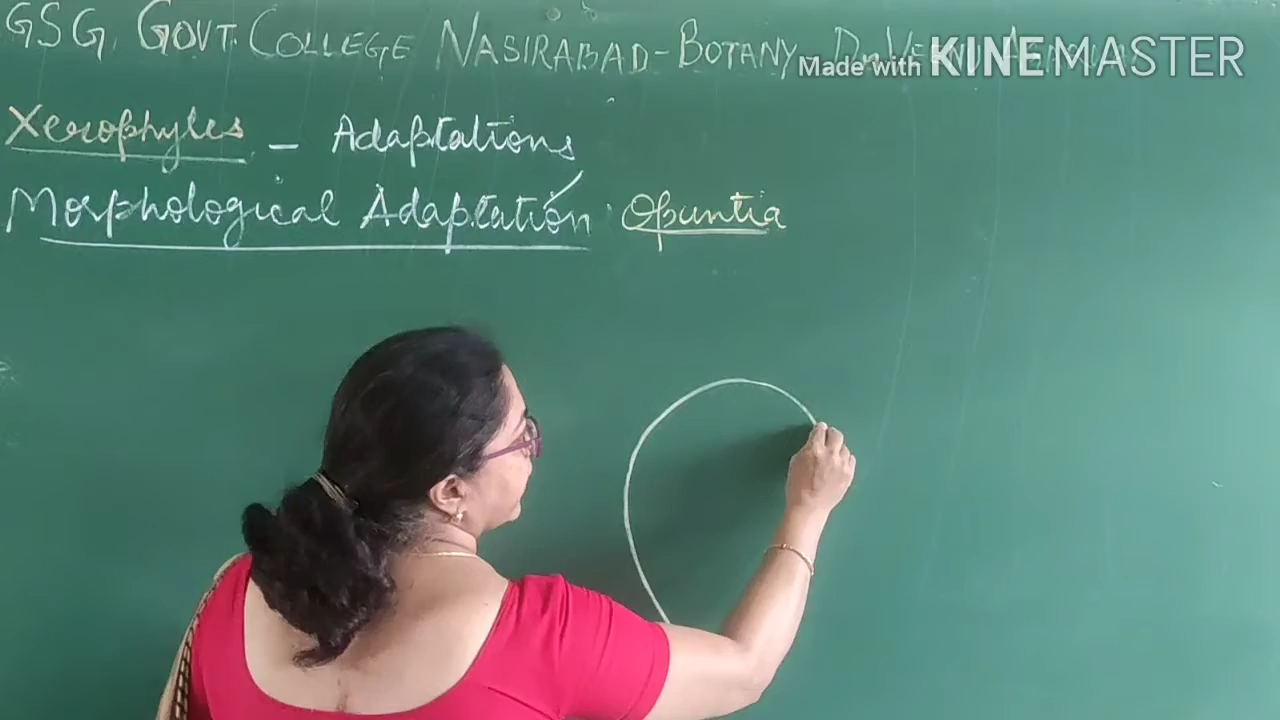 GSG, GOVT. COLLEGE NASIRABAD-BOTANY
Made with KINEMASTER
Xerophytes - Adaptations
Morphological Adaptation. Opuntia